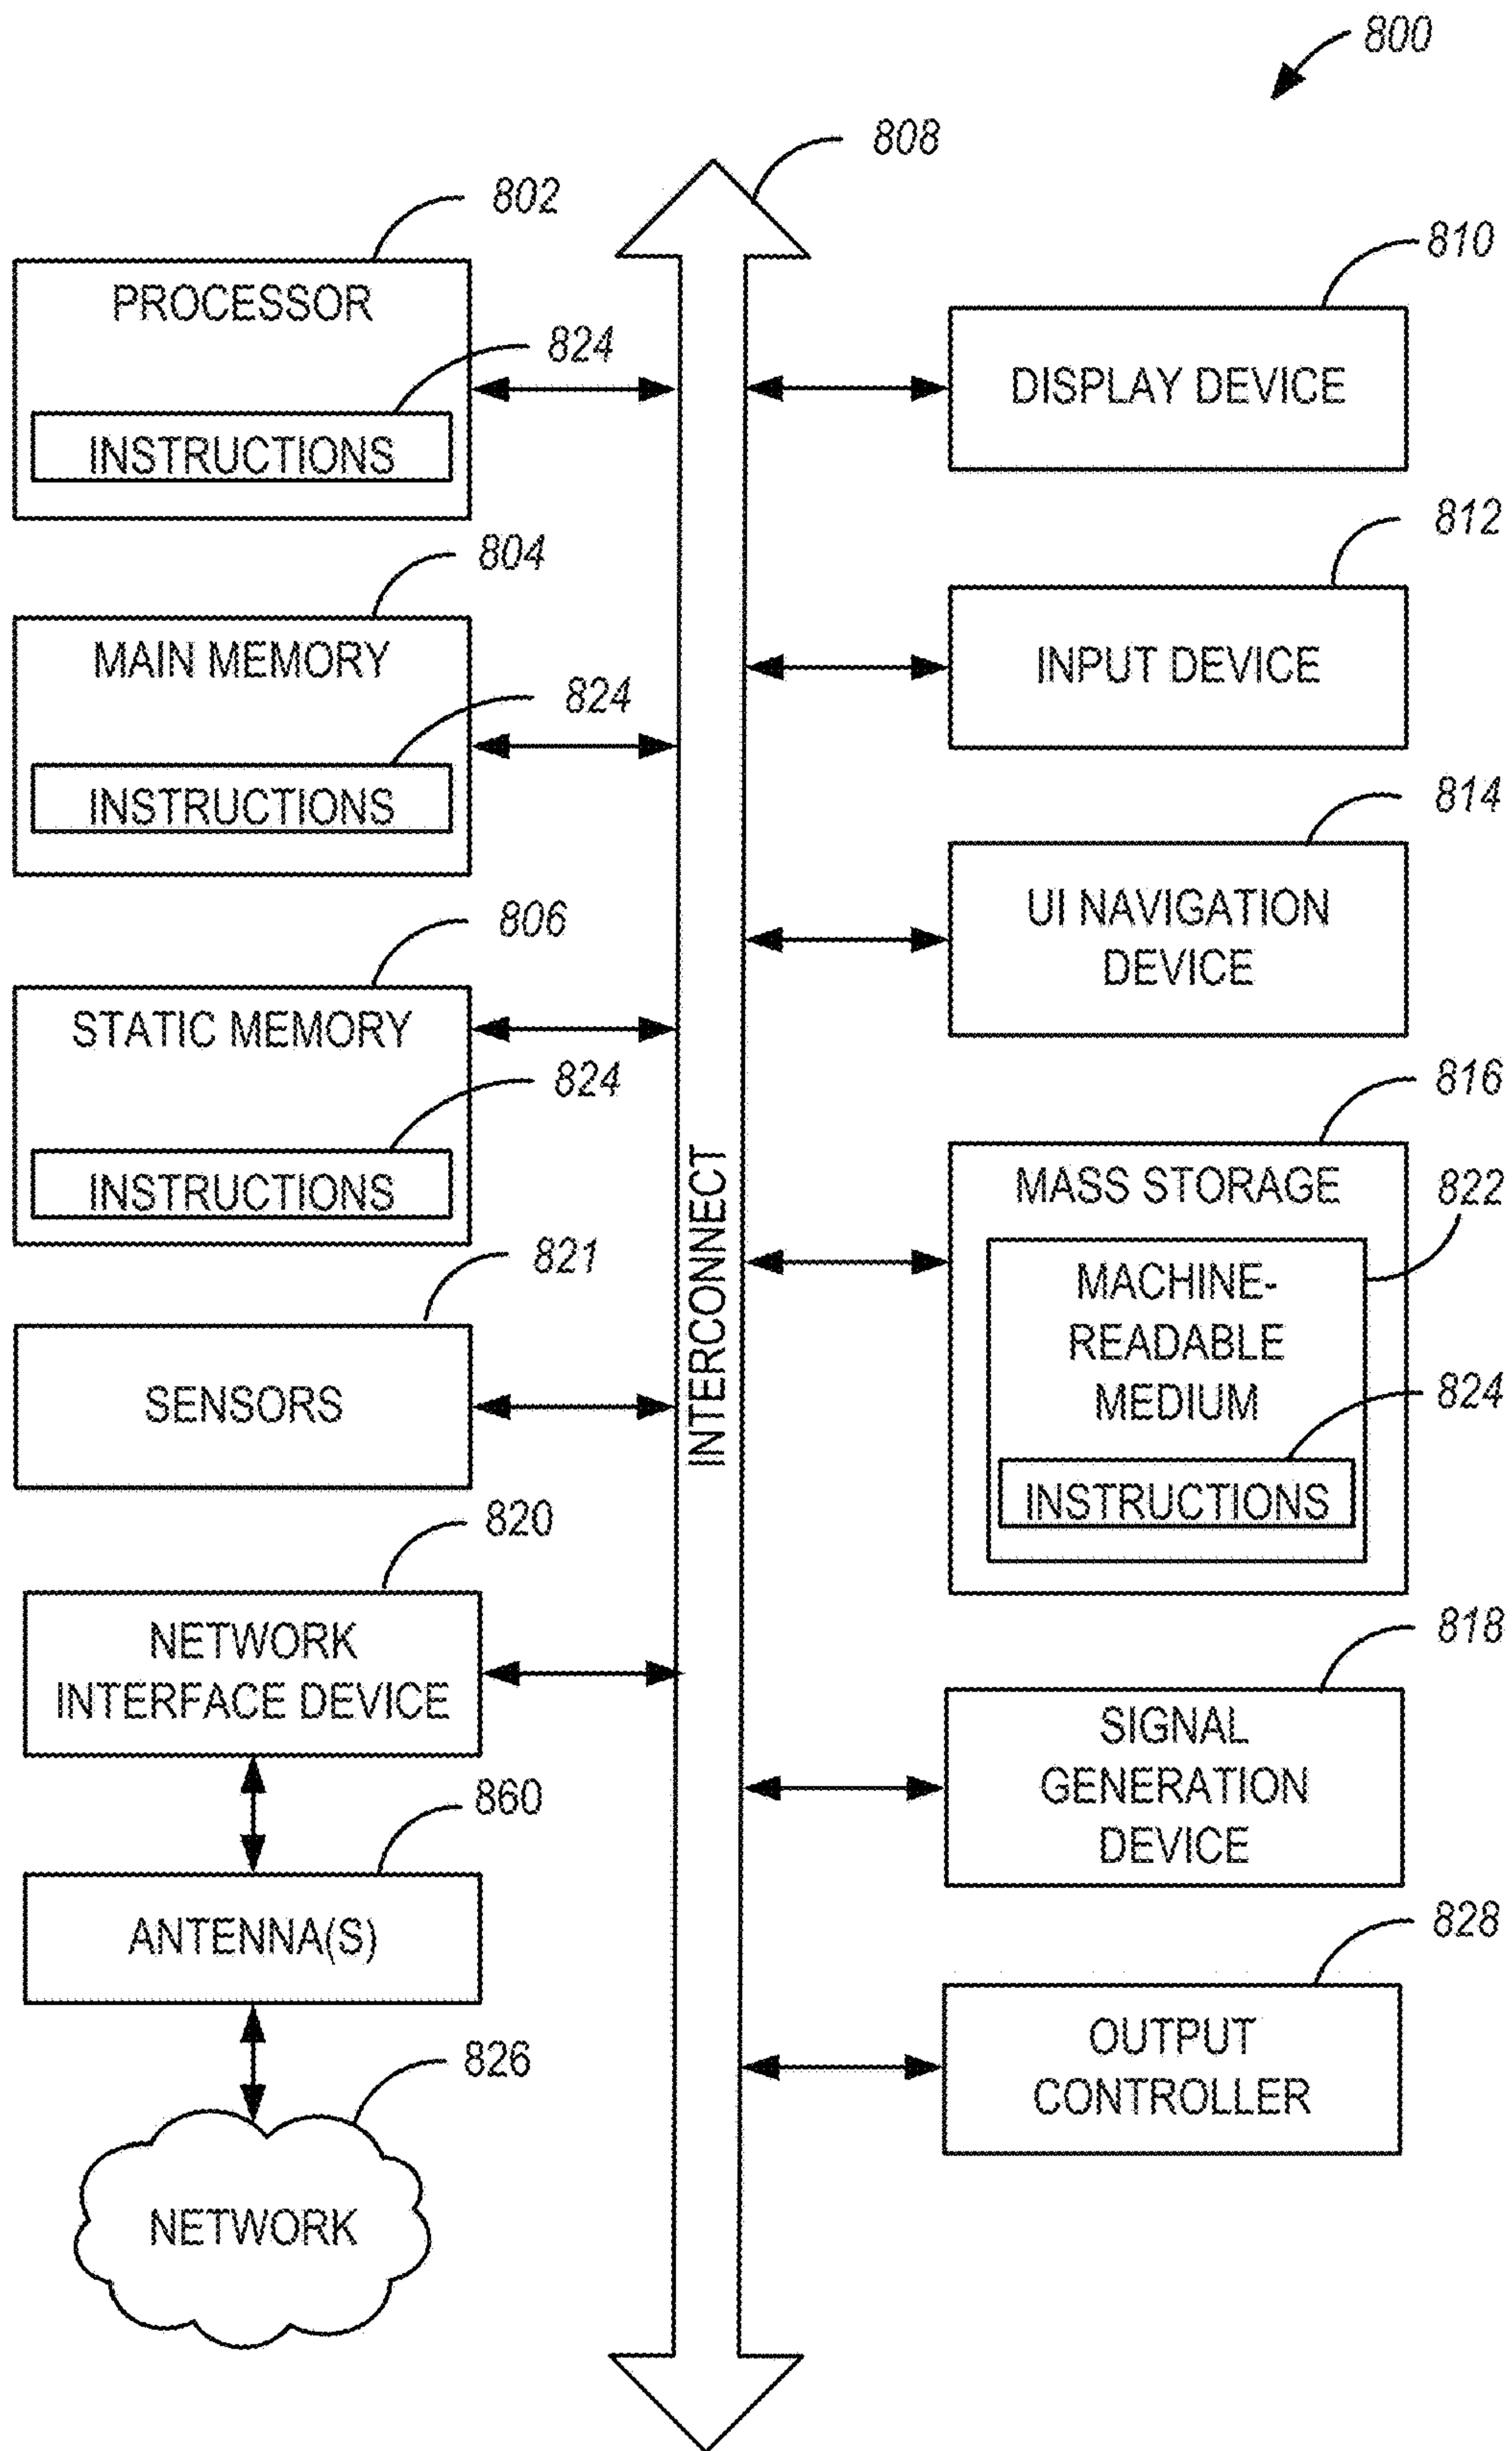 800
808
802
PROCESSOR
824
INSTRUCTIONS
804
MAIN MEMORY
824
INSTRUCTIONS
806
STATIC MEMORY
824
INSTRUCTIONS
821
SENSORS
820
NETWORK
INTERFACE DEVICE
860
ANTENNA(S)
826
NETWORK
INTERCONNECT
810
DISPLAY DEVICE
812
INPUT DEVICE
814
UI NAVIGATION
DEVICE
816
MASS STORAGE
822
MACHINE-
READABLE
MEDIUM
824
INSTRUCTIONS
818
SIGNAL
GENERATION
DEVICE
828
OUTPUT
CONTROLLER